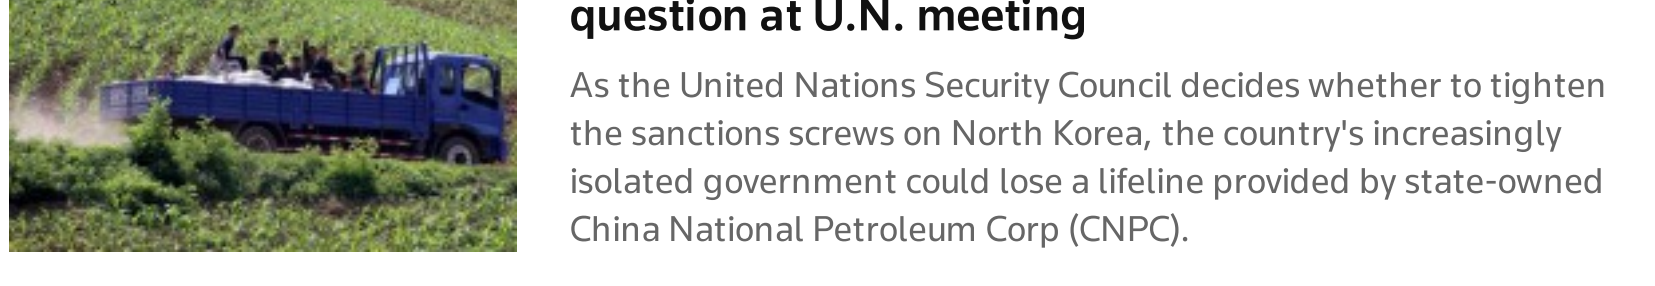 question at U.N. meeting
As the United Nations Security Council decides whether to tighten
the sanctions screws on North Korea, the country's increasingly
isolated government could lose a lifeline provided by state-owned
China National Petroleum Corp (CNPC).